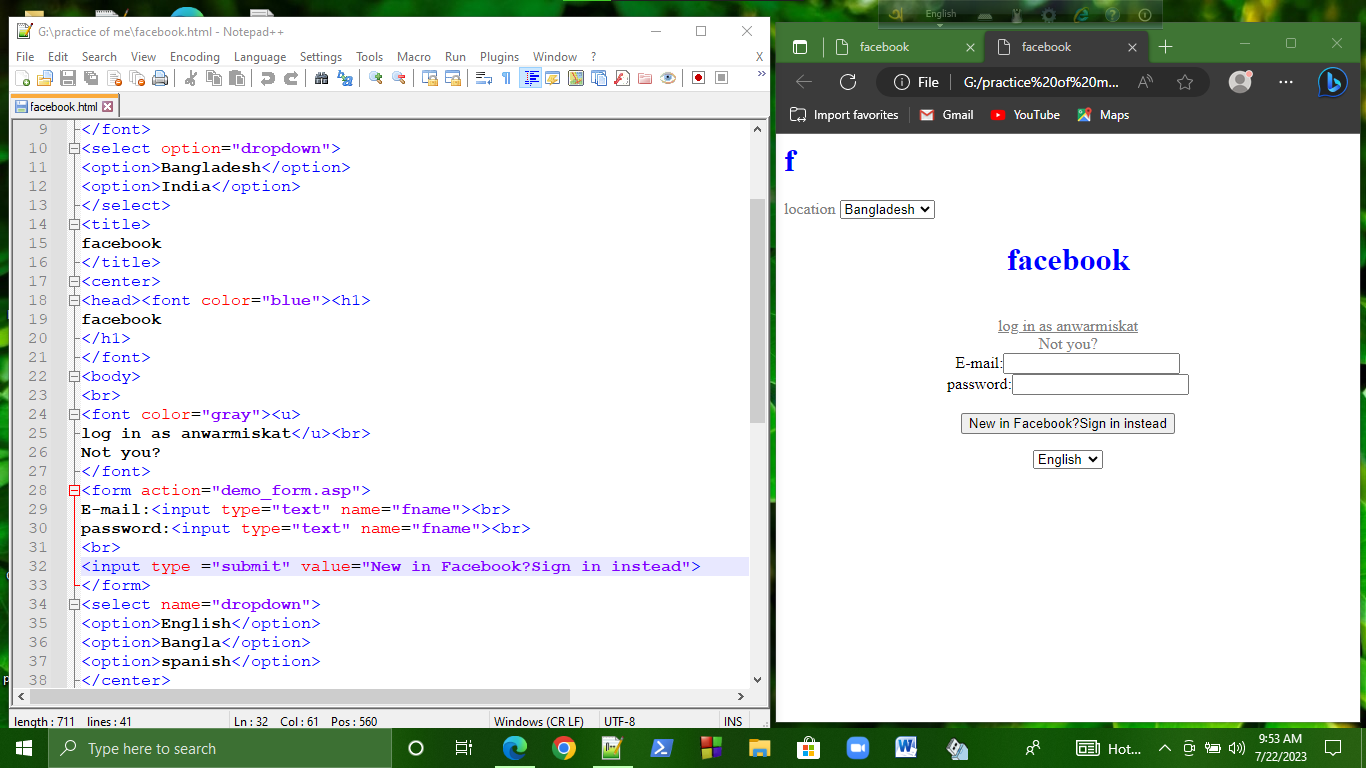 G:\practice of me\facebook.html - Notepad++
File Edit Search View Encoding Language Settings Tools Macro Run Plugins Window ? X
facebook.html
9 </font>
10 <select option="dropdown">
11 <option>Bangladesh</option>
12 <option>India</option>
13 </select>
14 <title>
15 facebook
16 </title>
17 <center>
18 <head><font color="blue"><h1>
19 facebook
20 </h1>
21 </font>
22 <body>
23 <br>
24 <font color="gray"><u>
25 log in as anwarmiskat</u><br>
26 Not you?
27 </font>
28 <form action="demo_form.asp">
29 E-mail:<input type="text" name="fname"><br>
30 password:<input type="text" name="fname"><br>
31 <br>
32 <input type ="submit" value="New in Facebook?Sign in instead">
33 </form>
34 <select name="dropdown">
35 <option>English</option>
36 <option>Bangla</option>
37 <option>spanish</option>
38 </center>
length : 711 lines : 41 Ln : 32 Col : 61 Pos : 560 Windows (CR LF) UTF-8 INS
English
facebook facebook
File G:/practice%20of%20m...
Import favorites Gmail YouTube Maps
f
location Bangladesh
facebook
log in as anwarmiskat
Not you?
E-mail:
password:
New in Facebook?Sign in instead
English
Type here to search
Hot...
9:53 AM
7/22/2023